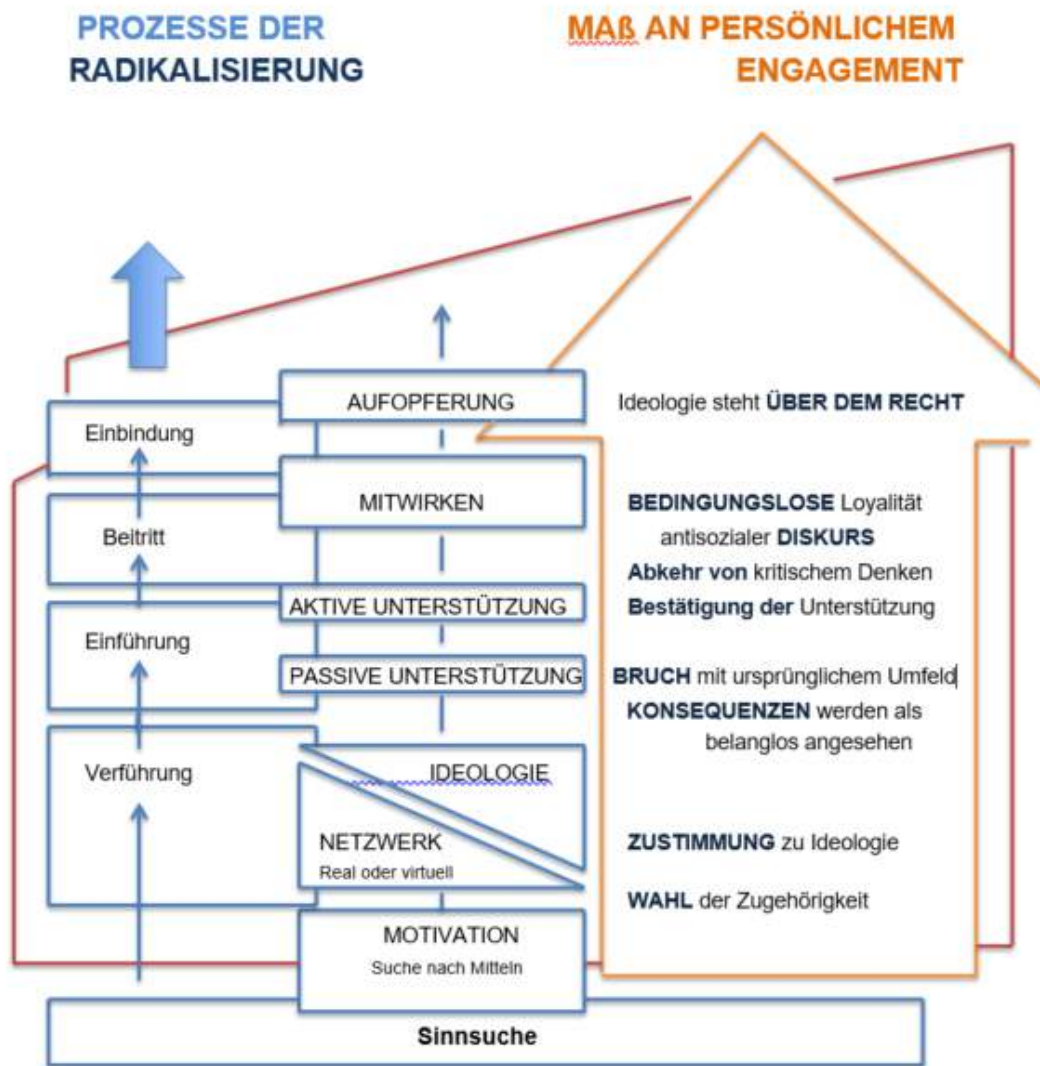 PROZESSE DER
RADIKALISIERUNG
MAß AN PERSÖNLICHEM
ENGAGEMENT
Einbindung
Beitritt
Einführung
Verführung
AUFOPFERUNG
MITWIRKEN
AKTIVE UNTERSTÜTZUNG
PASSIVE UNTERSTÜTZUNG
IDEOLOGIE
NETZWERK
Real oder virtuell
MOTIVATION
Suche nach Mitteln
Ideologie steht ÜBER DEM RECHT
BEDINGUNGSLOSE Loyalität
antisozialer DISKURS
Abkehr von kritischem Denken
Bestätigung der Unterstützung
BRUCH mit ursprünglichem Umfeld
KONSEQUENZEN werden als
belanglos angesehen
ZUSTIMMUNG zu Ideologie
WAHL der Zugehörigkeit
Sinnsuche